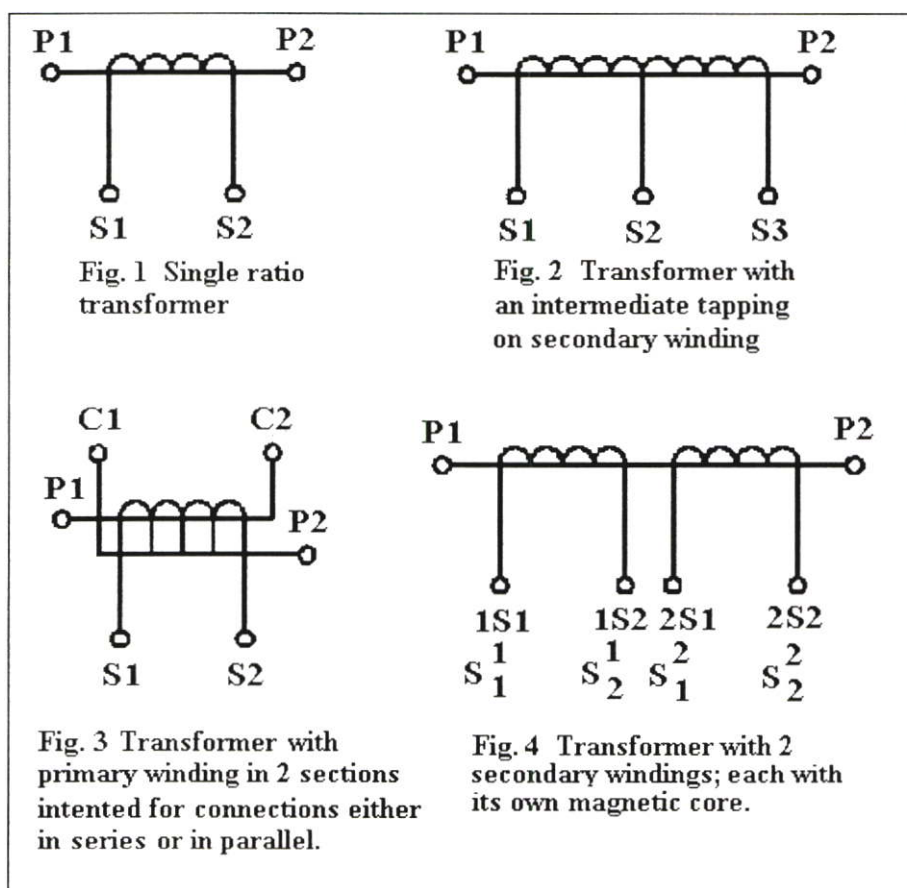 P1 P2
S1 S2
Fig. 1 Single ratio
transformer
P1 P2
S1 S2 S3
Fig. 2 Transformer with
an intermediate tapping
on secondary winding
C1 C2
P1
P2
S1 S2
Fig. 3 Transformer with
primary winding in 2 sections
intented for connections either
in series or in parallel.
P1 P2
1S1 1S2 2S1 2S2
S 1 1 S 1 2 S 2 1 S 2 2
Fig. 4 Transformer with 2
secondary windings; each with
its own magnetic core.